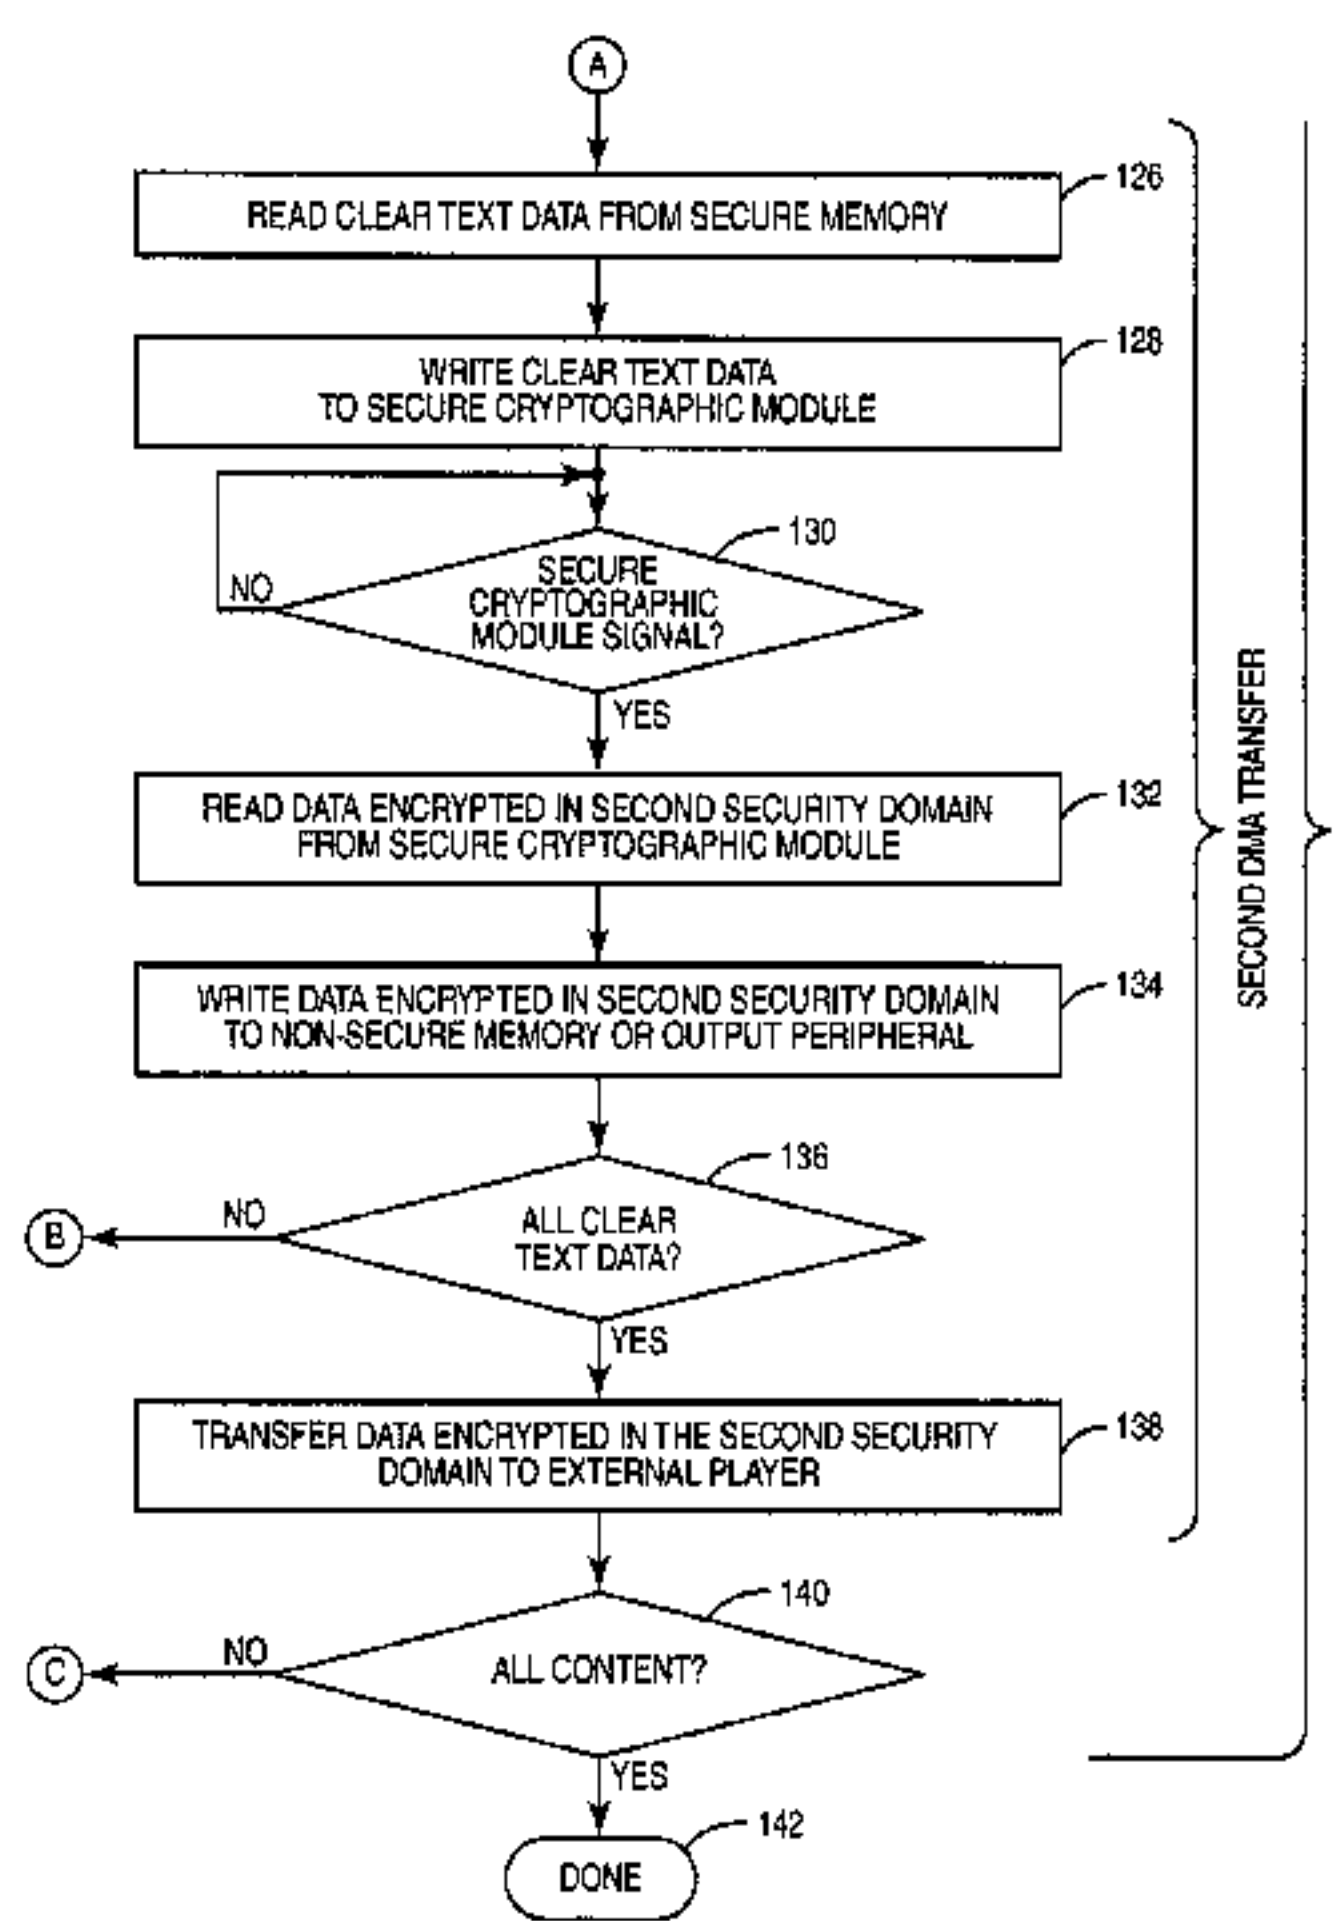 A
126
READ CLEAR TEXT DATA FROM SECURE MEMORY
128
WRITE CLEAR TEXT DATA
TO SECURE CRYPTOGRAPHIC MODULE
130
SECURE
CRYPTOGRAPHIC
MODULE SIGNAL?
NO
YES
132
READ DATA ENCRYPTED IN SECOND SECURITY DOMAIN
FROM SECURE CRYPTOGRAPHIC MODULE
134
WRITE DATA ENCRYPTED IN SECOND SECURITY DOMAIN
TO NON-SECURE MEMORY OR OUTPUT PERIPHERAL
136
ALL CLEAR
TEXT DATA?
NO
B
YES
138
TRANSFER DATA ENCRYPTED IN THE SECOND SECURITY
DOMAIN TO EXTERNAL PLAYER
140
ALL CONTENT?
NO
C
YES
142
DONE
SECOND DMA TRANSFER